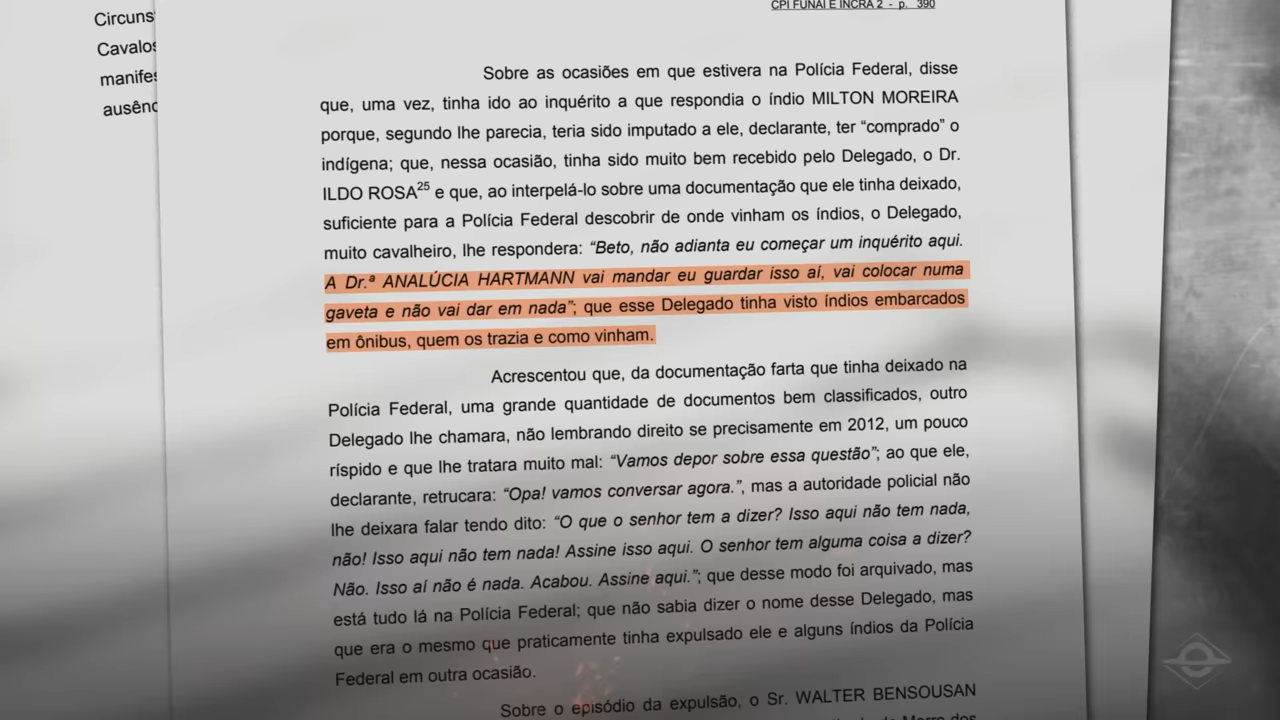 Circuns
Cavalos
manifes
ausênc
CPI FUNAI E INCRA 2 - p. 390
Sobre as ocasiões em que estivera na Polícia Federal, disse
que, uma vez, tinha ido ao inquérito a que respondia o índio MILTON MOREIRA
porque, segundo lhe parecia, teria sido imputado a ele, declarante, ter “comprado” o
indígena; que, nessa ocasião, tinha sido muito bem recebido pelo Delegado, o Dr.
ILDO ROSA25 e que, ao interpelá-lo sobre uma documentação que ele tinha deixado,
suficiente para a Polícia Federal descobrir de onde vinham os índios, o Delegado,
muito cavalheiro, lhe respondera: “Beto, não adianta eu começar um inquérito aqui.
A Dr.ª ANALÚCIA HARTMANN vai mandar eu guardar isso aí, vai colocar numa
gaveta e não vai dar em nada”; que esse Delegado tinha visto índios embarcados
em ônibus, quem os trazia e como vinham.
Acrescentou que, da documentação farta que tinha deixado na
Polícia Federal, uma grande quantidade de documentos bem classificados, outro
Delegado lhe chamara, não lembrando direito se precisamente em 2012, um pouco
ríspido e que lhe tratara muito mal: “Vamos depor sobre essa questão”; ao que ele,
declarante, retrucara: “Opa! vamos conversar agora.”, mas a autoridade policial não
lhe deixara falar tendo dito: “O que o senhor tem a dizer? Isso aqui não tem nada,
não! Isso aqui não tem nada! Assine isso aqui. O senhor tem alguma coisa a dizer?
Não. Isso aí não é nada. Acabou. Assine aqui.”; que desse modo foi arquivado, mas
está tudo lá na Polícia Federal; que não sabia dizer o nome desse Delegado, mas
que era o mesmo que praticamente tinha expulsado ele e alguns índios da Polícia
Federal em outra ocasião.
Sobre o episódio da expulsão, o Sr. WALTER BENSOUSAN